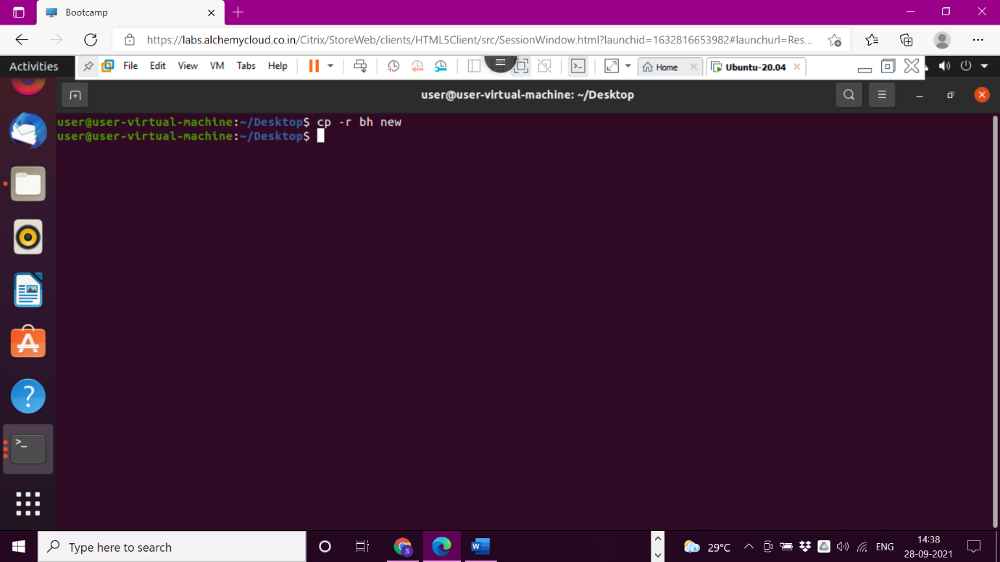 Bootcamp
https://labs.alchemycloud.co.in/Citrix/StoreWeb/clients/HTML5Client/src/SessionWindow.html?launchid=1632816653982#launchurl=Res...
Activities File Edit View VM Tabs Help Home Ubuntu-20.04
user@user-virtual-machine: ~/Desktop
user@user-virtual-machine:~/Desktop$ cp -r bh new
user@user-virtual-machine:~/Desktop$
Type here to search
29°C
ENG
14:38
28-09-2021